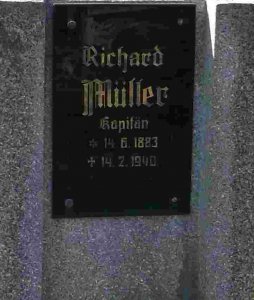 Richard
Müller
Kapitän
* 14. 6. 1883
✝ 14. 2. 1940